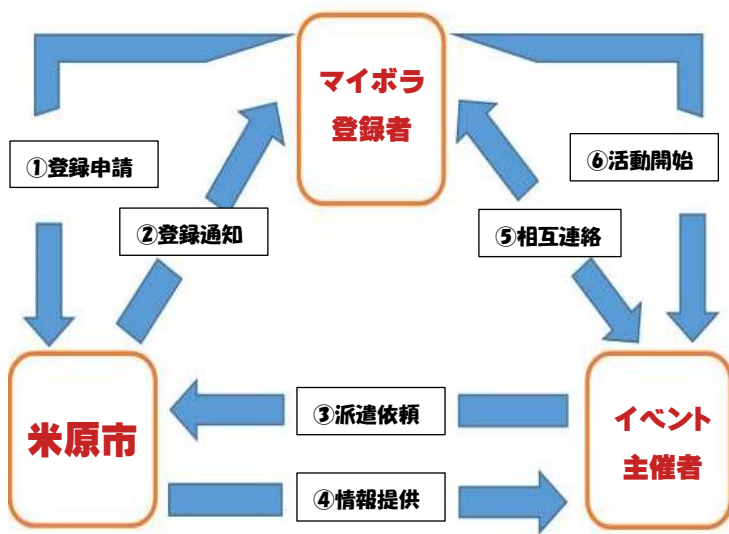 マイボラ
登録者
①登録申請
⑥活動開始
②登録通知
⑤相互連絡
米原市
③派遣依頼
イベント
主催者
④情報提供